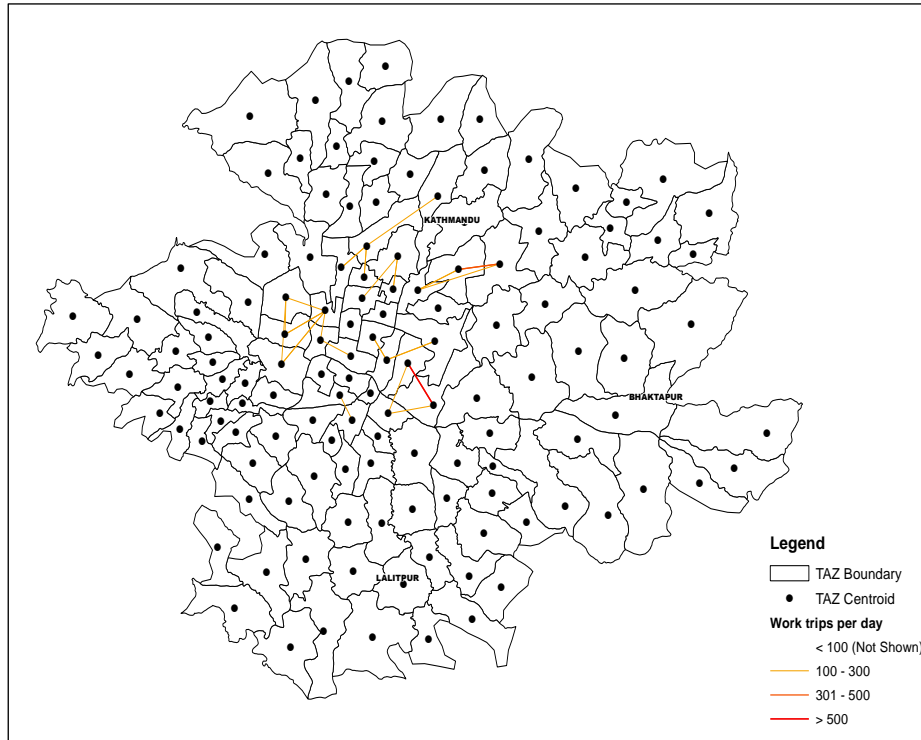 KATHMANDU
BHAKTAPUR
LALITPUR
Legend
TAZ Boundary
TAZ Centroid
Work trips per day
< 100 (Not Shown)
100 - 300
301 - 500
> 500